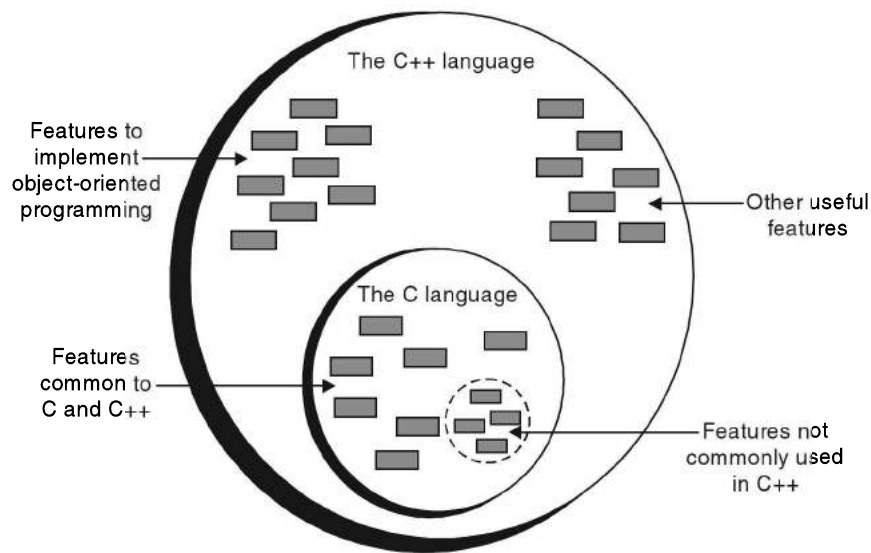 The C++ language
Features to
implement
object-oriented
programming
Other useful
features
The C language
Features
common to
C and C++
Features not
commonly used
in C++